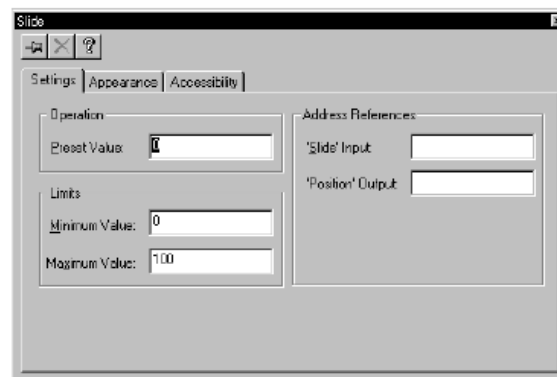 Slide
?
Settings Appearance Accessibility
Operation
Preset Value: 0
Limits
Minimum Value: 0
Maximum Value: 100
Address References
'Slide' Input
'Position' Output